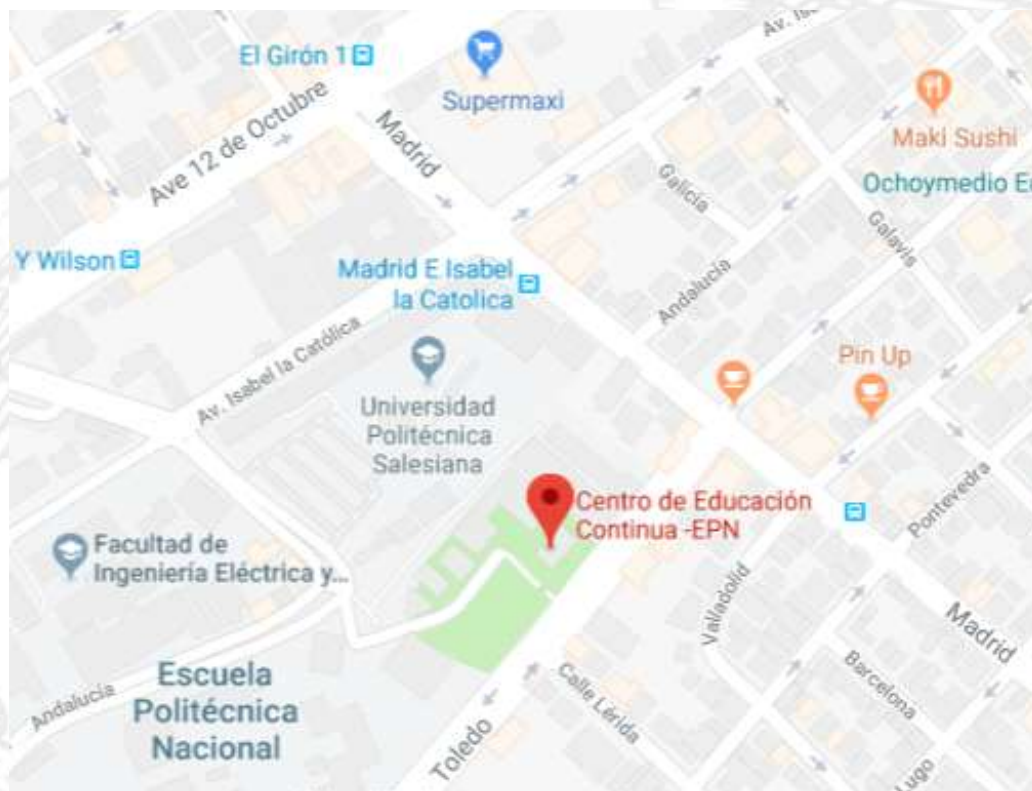 El Girón 1
Supermaxi
Av. Isa
Ave 12 de Octubre
Madrid
Maki Sushi
Galicia
Ochoymedio E
Galavis
Y Wilson
Madrid E Isabel
la Catolica
Andalucía
Av. Isabel la Católica
Pin Up
Universidad
Politécnica
Salesiana
Centro de Educación
Continua -EPN
Pontevedra
Facultad de
Ingeniería Eléctrica y...
Valladolid
Madrid
Escuela
Politécnica
Nacional
Andalucía
Calle Lérida
Barcelona
Toledo
Lugo